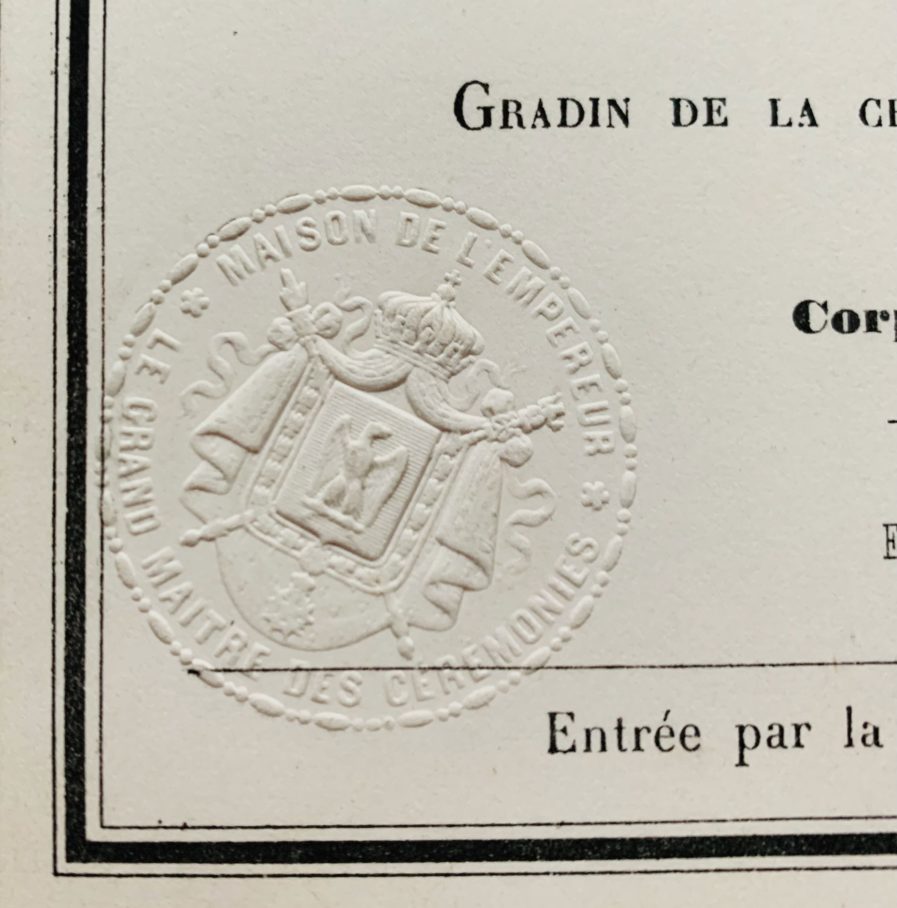 GRADIN DE LA
MAISON DE L'EMPEREUR
LE GRAND MAITRE DES CÉRÉMONIES
Entrée par la